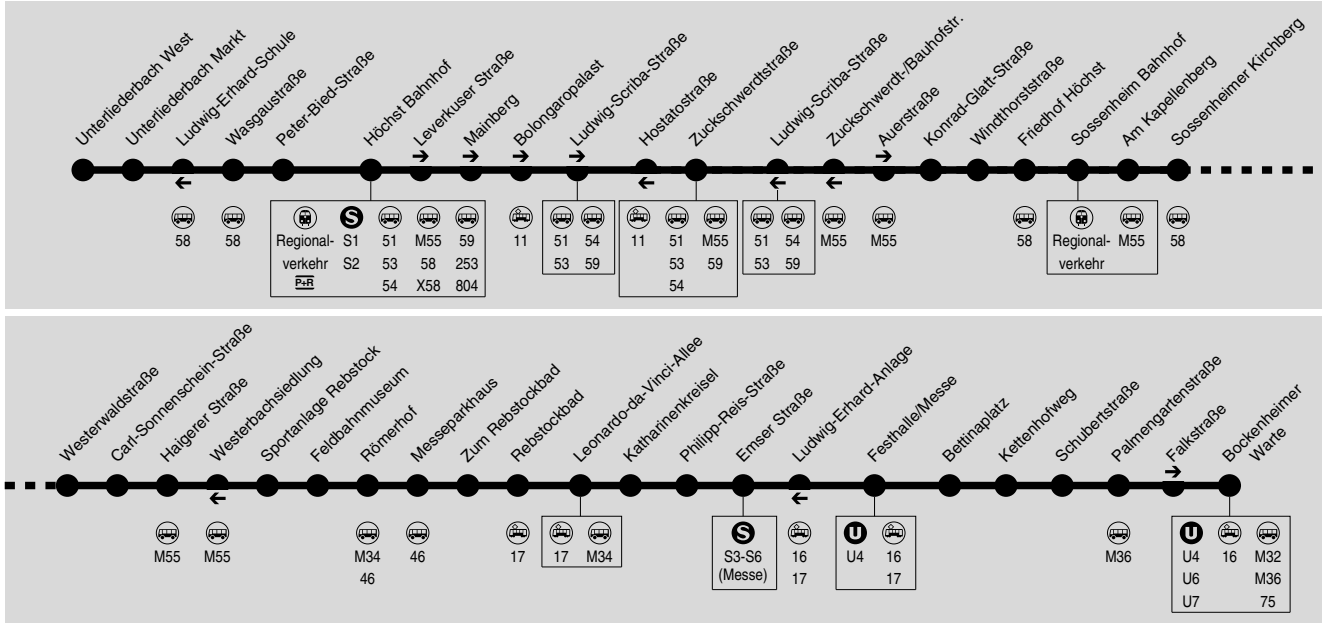 Unterliederbach West
Unterliederbach Markt
Ludwig-Erhard-Schule
Wasgaustraße
Peter-Bied-Straße
Höchst Bahnhof
Leverkuser Straße
Mainberg
Bolongaropalast
Ludwig-Scriba-Straße
Hostatostraße
Zuckschwerdtstraße
Ludwig-Scriba-Straße
Zuckschwerdt-/Bauhofstr.
Auerstraße
Konrad-Glatt-Straße
Windhorststraße
Friedhof Höchst
Sossenheim Bahnhof
Am Kapellenberg
Sossenheimer Kirchberg
S
58 58 Regional- S1 51 M55 59 11 51 54 11 51 M55 51 54 M55 M55 58 Regional- M55 58
verkehr S2 53 58 253 53 59 53 59 53 59 verkehr
P+R 54 X58 804 54
Westerwaldstraße
Carl-Sonnenschein-Straße
Haigerer Straße
Westerbachsiedlung
Sportanlage Rebstock
Feldbahnmuseum
Römerhof
Messeparkhaus
Zum Rebstockbad
Rebstockbad
Leonardo-da-Vinci-Allee
Katharinenkreisel
Philipp-Reis-Straße
Emser Straße
Ludwig-Erhard-Anlage
Festhalle/Messe
Bettinaplatz
Kettenhofweg
Schubertstraße
Palmengartenstraße
Falkstraße
Bockenheimer
Warte
S U U
M55 M55 M34 46 17 17 M34 S3-S6 16 U4 16 M36 U4 16 M32
46 (Messe) 17 17 U6 M36
U7 75